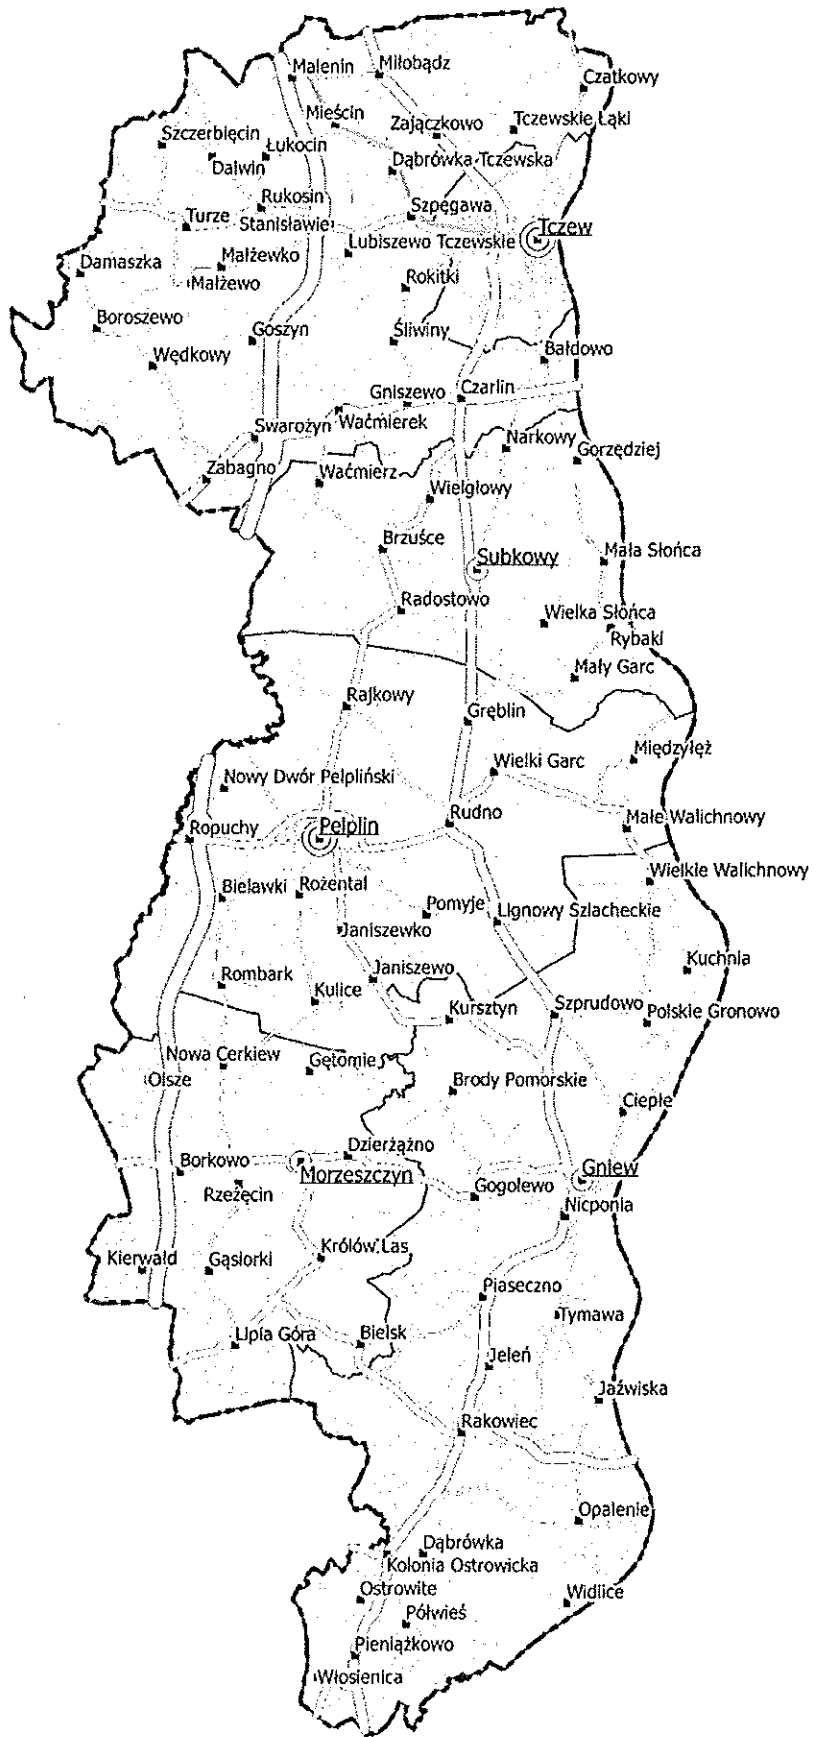 Malenin
Miłobądz
Czatkowy
Mieścin
Zajączkowo
Tczewskie Łąki
Szczerbięcin
Łukocin
Dalwin
Dąbrówka Tczewska
Rukosin
Szpęgawa
Turze
Stanisławie
Tczew
Lubiszewo Tczewskie
Małżewko
Damaszka
Rokitki
Małżewo
Boroszewo
Goszyn
Śliwiny
Wędkowy
Bałdowo
Gniszewo
Czarlin
Swarożyn
Waćmierek
Narkowy
Gorzędziej
Zabagno
Waćmierz
Wielgłowy
Brzuśce
Subkowy
Mała Słońca
Radostowo
Wielka Słońca
Rybaki
Mały Garc
Rajkowy
Gręblin
Międzyłęż
Wielki Garc
Nowy Dwór Pelpliński
Rudno
Małe Walichnowy
Ropuchy
Pelplin
Wielkie Walichnowy
Bielawki
Rożental
Pomyje
Lignowy Szlacheckie
Janiszewko
Kuchnia
Rombark
Janiszewo
Kulice
Kursztyn
Szprudowo
Polskie Gronowo
Nowa Cerkiew
Gętomie
Olsze
Brody Pomorskie
Ciepłe
Dzierżążno
Borkowo
Morzeszczyn
Gniew
Rzeżęcin
Gogolewo
Nicponia
Kierwałd
Gąsiorki
Królów Las
Piaseczno
Tymawa
Lipia Góra
Bielsk
Jeleń
Jaźwiska
Rakowiec
Opalenie
Dąbrówka
Kolonia Ostrowicka
Ostrowite
Widlice
Półwieś
Pieniążkowo
Włosienica